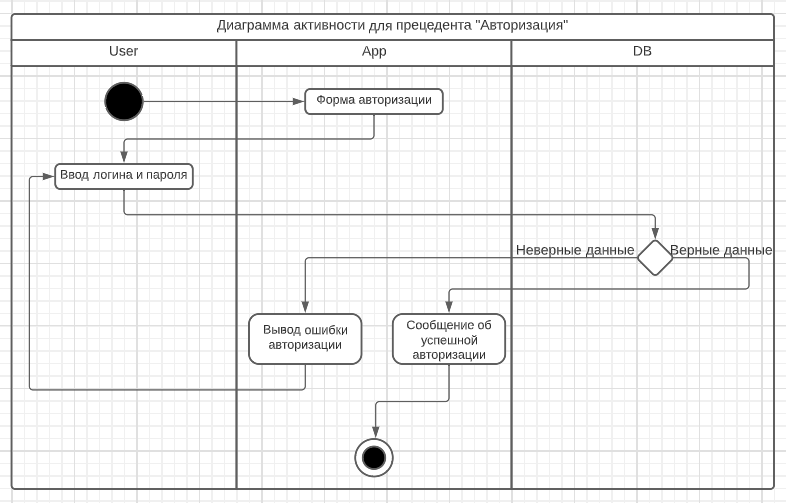 Диаграмма активности для прецедента "Авторизация"
User
App
DB
Форма авторизации
Ввод логина и пароля
Неверные данные
Верные данные
Вывод ошибки
авторизации
Сообщение об
успешной
авторизации